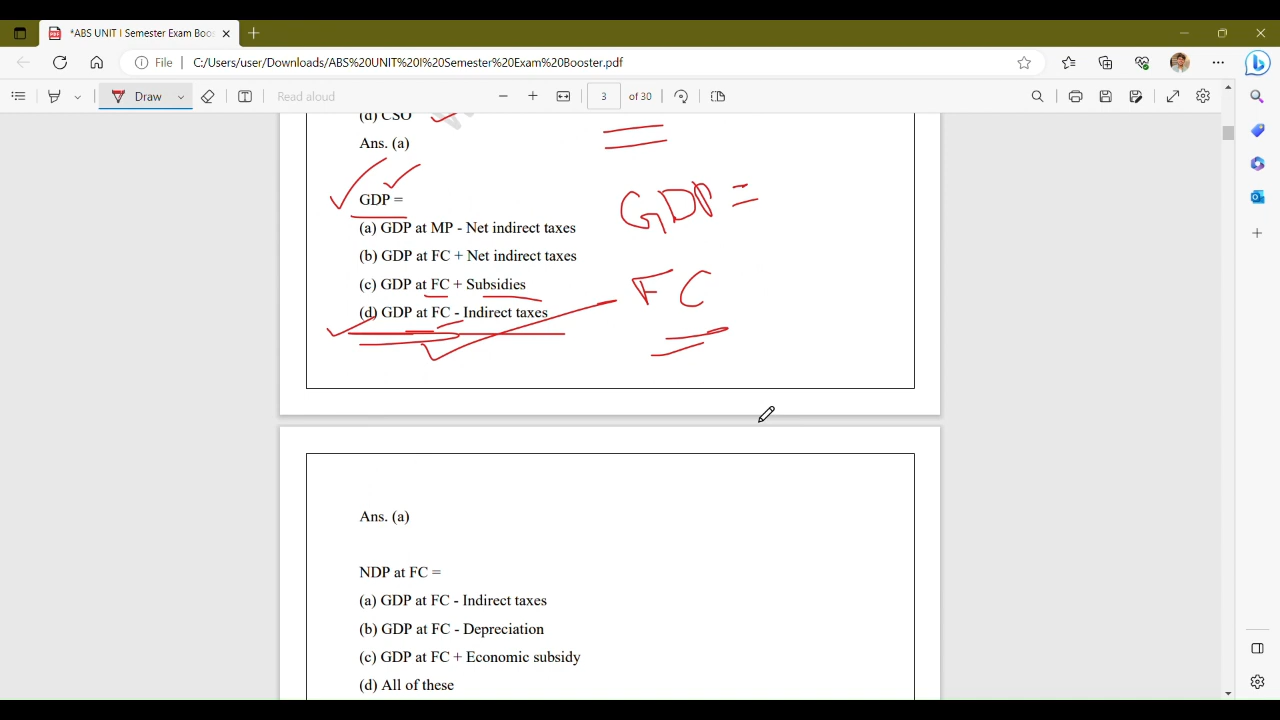 *ABS UNIT I Semester Exam Boo
File C:/Users/user/Downloads/ABS%20UNIT%20I%20Semester%20Exam%20Booster.pdf
Draw Read aloud 3 of 30
(d) CSO
Ans. (a)
GDP =
GDP =
(a) GDP at MP - Net indirect taxes
(b) GDP at FC + Net indirect taxes
(c) GDP at FC + Subsidies
FC
(d) GDP at FC - Indirect taxes
Ans. (a)
NDP at FC =
(a) GDP at FC - Indirect taxes
(b) GDP at FC - Depreciation
(c) GDP at FC + Economic subsidy
(d) All of these